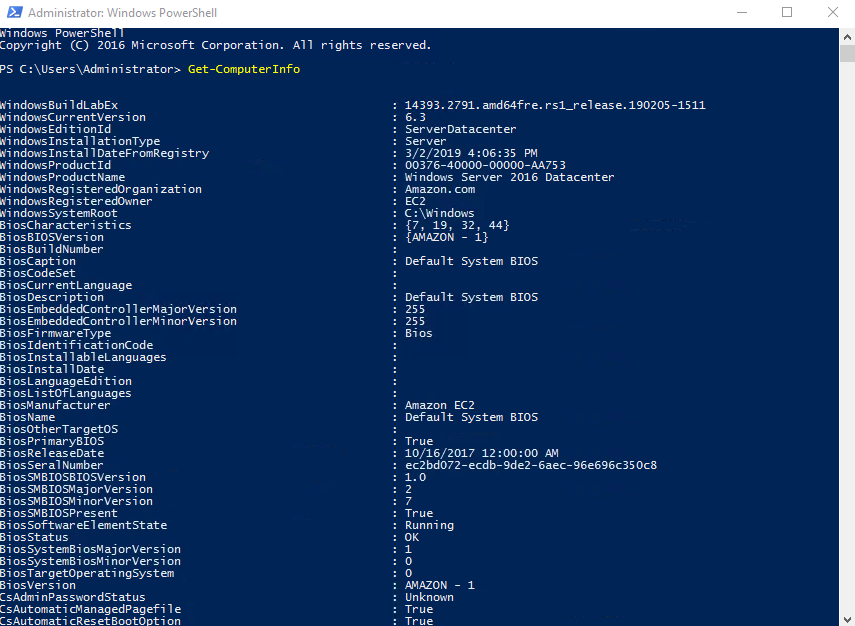 Administrator: Windows PowerShell
Windows PowerShell
Copyright (C) 2016 Microsoft Corporation. All rights reserved.
PS C:\Users\Administrator> Get-ComputerInfo
WindowsBuildLabEx : 14393.2791.amd64fre.rs1_release.190205-1511
WindowsCurrentVersion : 6.3
WindowsEditionId : ServerDatacenter
WindowsInstallationType : Server
WindowsInstallDateFromRegistry : 3/2/2019 4:06:35 PM
WindowsProductId : 00376-40000-00000-AA753
WindowsProductName : Windows Server 2016 Datacenter
WindowsRegisteredOrganization : Amazon.com
WindowsRegisteredOwner : EC2
WindowsSystemRoot : C:\Windows
BiosCharacteristics : {7, 19, 32, 44}
BiosBIOSVersion : {AMAZON - 1}
BiosBuildNumber :
BiosCaption : Default System BIOS
BiosCodeSet :
BiosCurrentLanguage :
BiosDescription : Default System BIOS
BiosEmbeddedControllerMajorVersion : 255
BiosEmbeddedControllerMinorVersion : 255
BiosFirmwareType : Bios
BiosIdentificationCode :
BiosInstallableLanguages :
BiosInstallDate :
BiosLanguageEdition :
BiosListOfLanguages :
BiosManufacturer : Amazon EC2
BiosName : Default System BIOS
BiosOtherTargetOS :
BiosPrimaryBIOS : True
BiosReleaseDate : 10/16/2017 12:00:00 AM
BiosSeralNumber : ec2bd072-ecdb-9de2-6aec-96e696c350c8
BiosSMBIOSBIOSVersion : 1.0
BiosSMBIOSMajorVersion : 2
BiosSMBIOSMinorVersion : 7
BiosSMBIOSPresent : True
BiosSoftwareElementState : Running
BiosStatus : OK
BiosSystemBiosMajorVersion : 1
BiosSystemBiosMinorVersion : 0
BiosTargetOperatingSystem : 0
BiosVersion : AMAZON - 1
CsAdminPasswordStatus : Unknown
CsAutomaticManagedPagefile : True
CsAutomaticResetBootOption : True